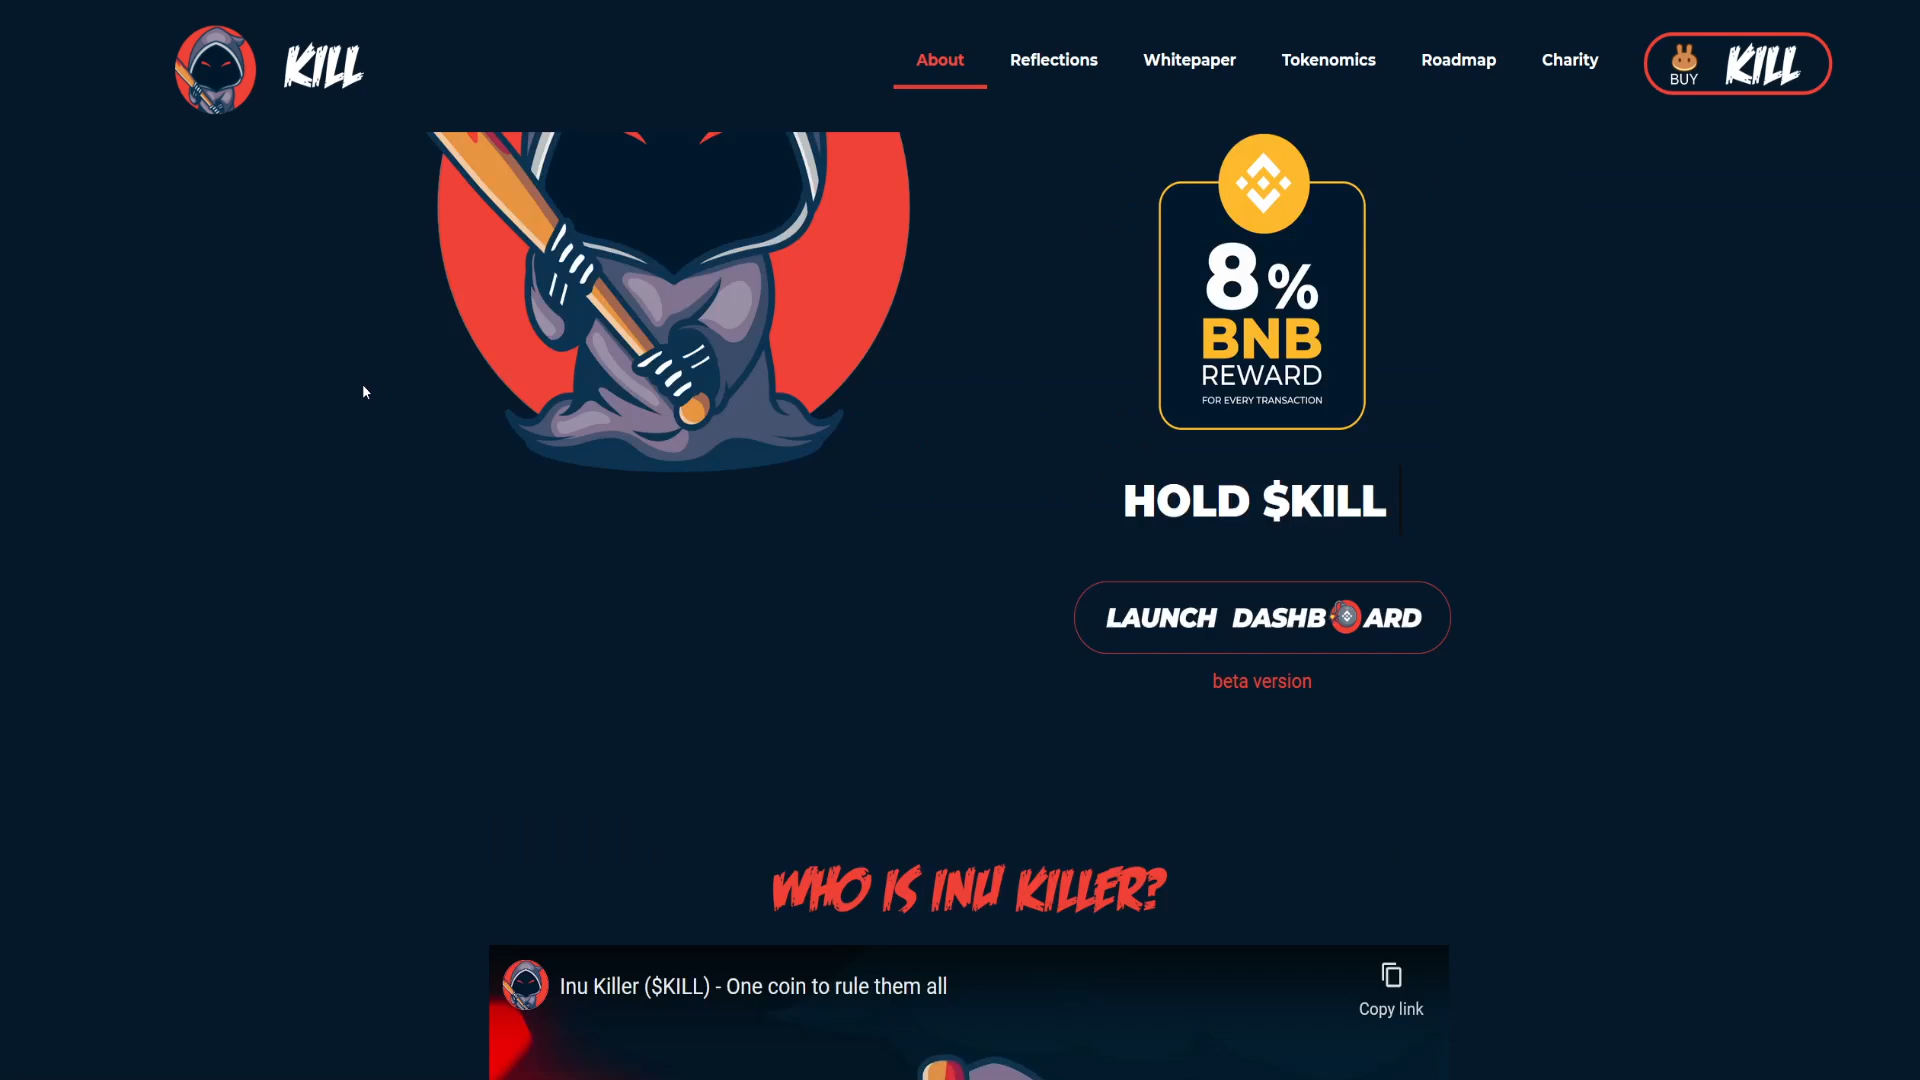 KILL
About
Reflections
Whitepaper
Tokenomics
Roadmap
Charity
BUY
KILL
8%
BNB
REWARD
FOR EVERY TRANSACTION
HOLD $KILL
LAUNCH DASHBOARD
beta version
WHO IS INU KILLER?
Inu Killer ($KILL) - One coin to rule them all
Copy link